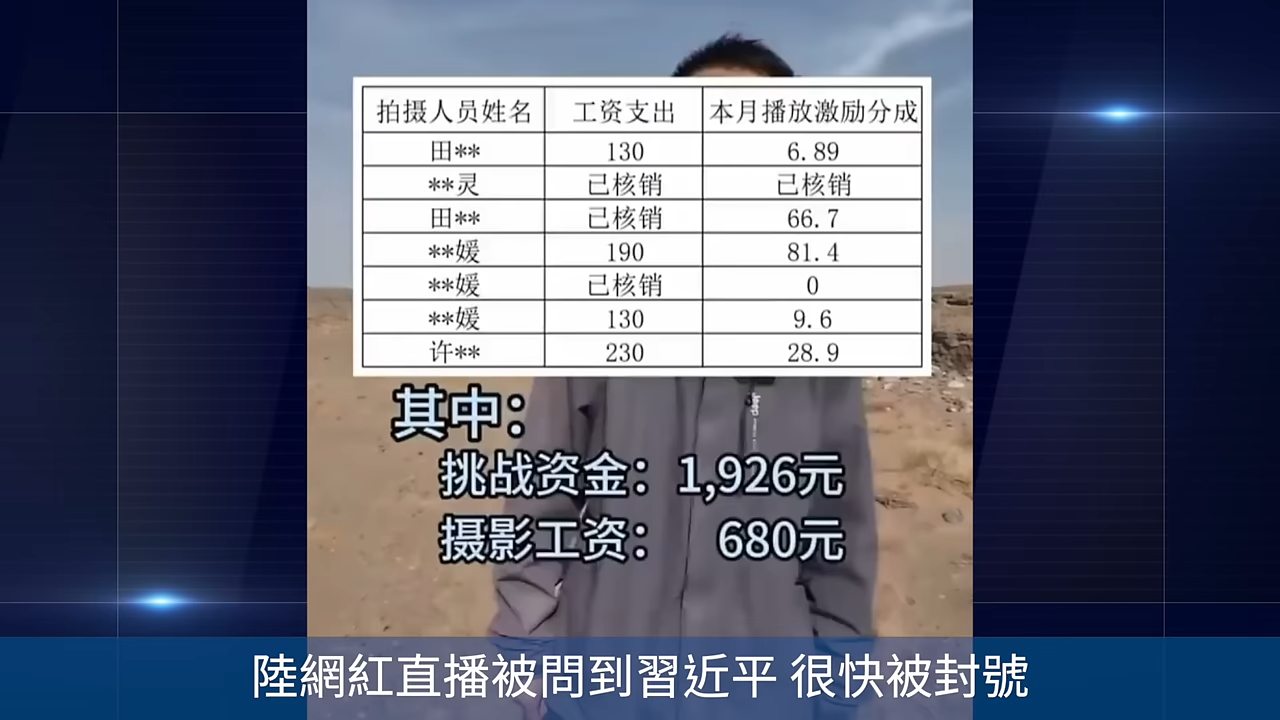 拍摄人员姓名 工资支出 本月播放激励分成
田** 130 6.89
**灵 已核销 已核销
田** 已核销 66.7
**媛 190 81.4
**媛 已核销 0
**媛 130 9.6
许** 230 28.9
其中：
挑战资金：1,926元
摄影工资： 680元
Jeep
陸網紅直播被問到習近平 很快被封號